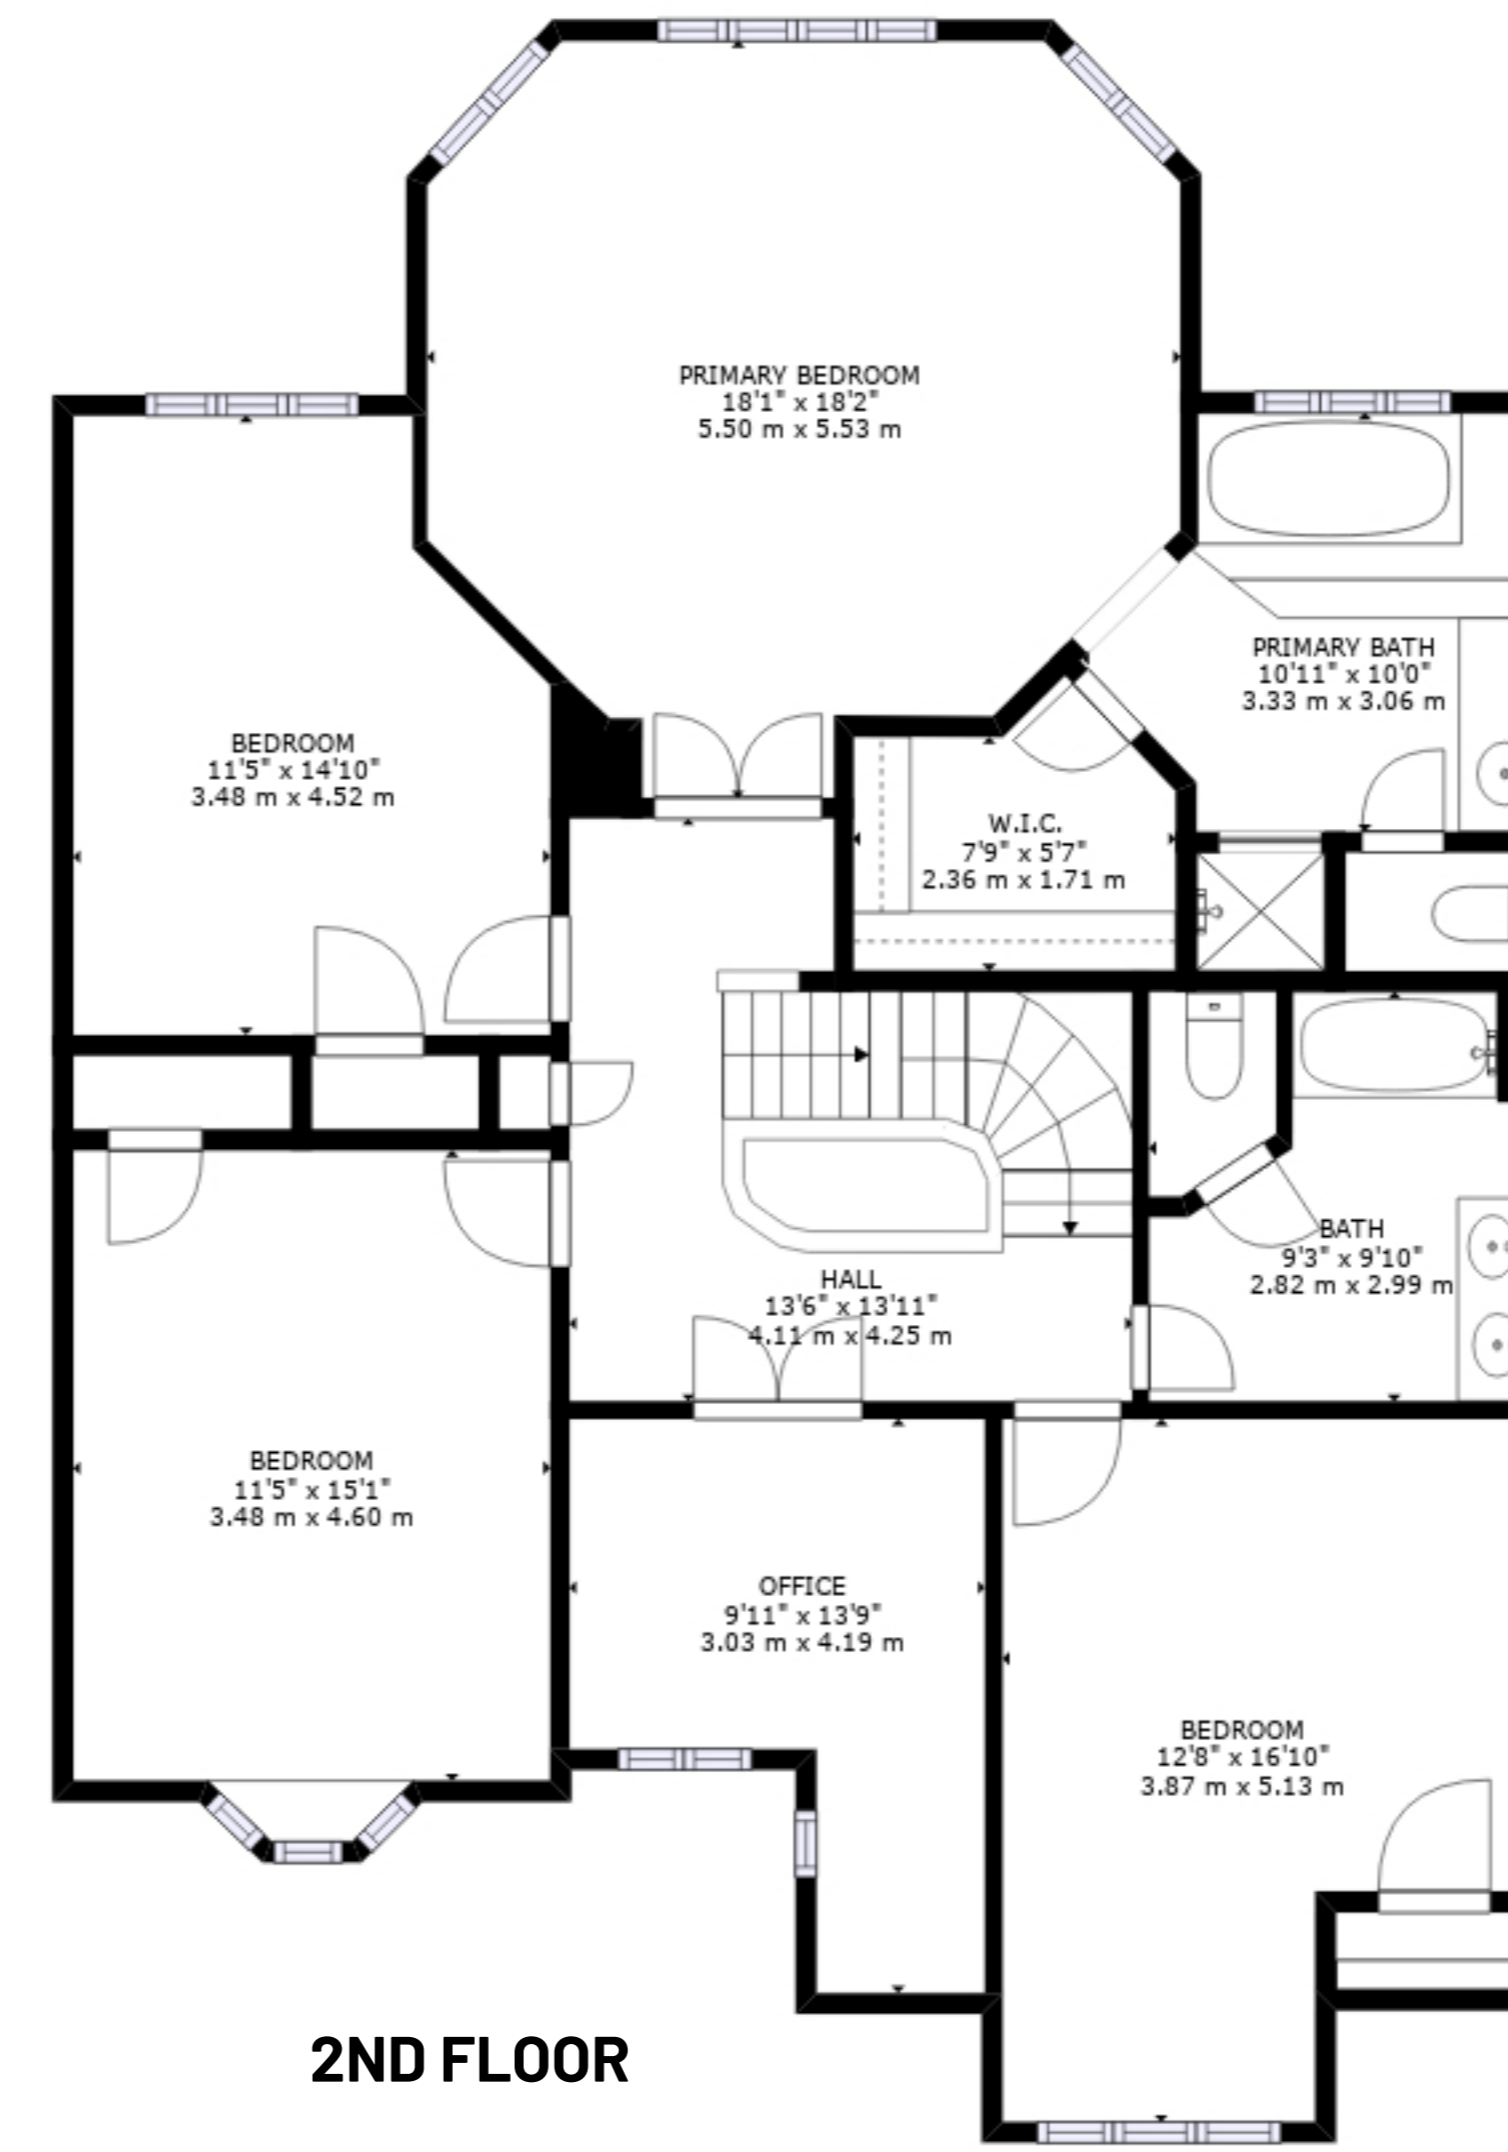 PRIMARY BEDROOM
18'1" x 18'2"
5.50 m x 5.53 m
PRIMARY BATH
10'11" x 10'0"
3.33 m x 3.06 m
BEDROOM
11'5" x 14'10"
3.48 m x 4.52 m
W.I.C.
7'9" x 5'7"
2.36 m x 1.71 m
BATH
9'3" x 9'10"
2.82 m x 2.99 m
HALL
13'6" x 13'11"
4.11 m x 4.25 m
BEDROOM
11'5" x 15'1"
3.48 m x 4.60 m
OFFICE
9'11" x 13'9"
3.03 m x 4.19 m
BEDROOM
12'8" x 16'10"
3.87 m x 5.13 m
2ND FLOOR